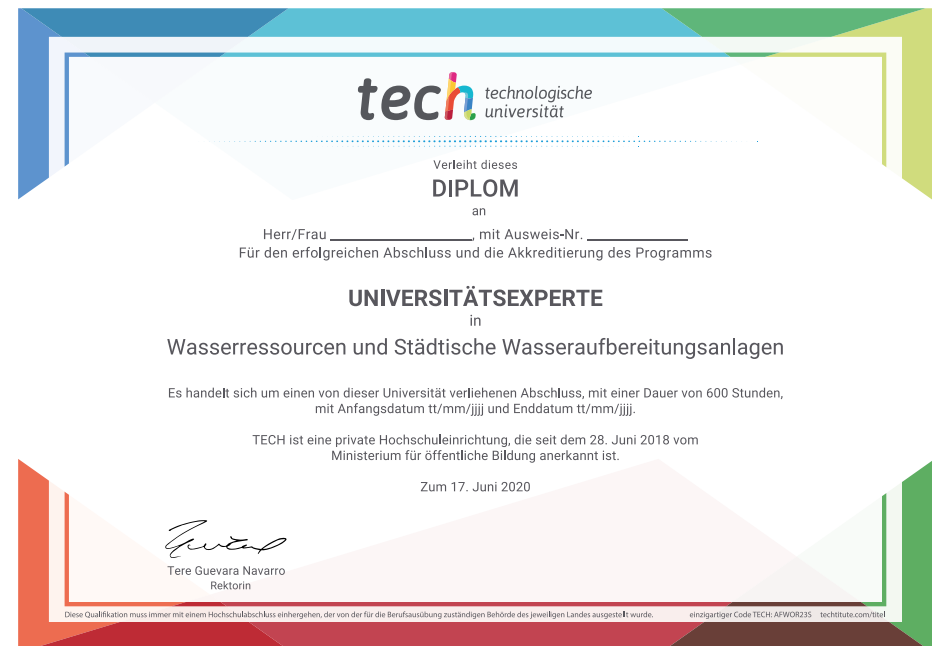 tech technologische
universität
Verleiht dieses
DIPLOM
an
Herr/Frau ____________, mit Ausweis-Nr. ____________
Für den erfolgreichen Abschluss und die Akkreditierung des Programms
UNIVERSITÄTSEXPERTE
in
Wasserressourcen und Städtische Wasseraufbereitungsanlagen
Es handelt sich um einen von dieser Universität verliehenen Abschluss, mit einer Dauer von 600 Stunden,
mit Anfangsdatum tt/mm/jjjj und Enddatum tt/mm/jjjj.
TECH ist eine private Hochschuleinrichtung, die seit dem 28. Juni 2018 vom
Ministerium für öffentliche Bildung anerkannt ist.
Zum 17. Juni 2020
Tere Guevara Navarro
Rektorin
Diese Qualifikation muss immer mit einem Hochschulabschluss einhergehen, der von der für die Berufsausübung zuständigen Behörde des jeweiligen Landes ausgestellt wurde. einzigartiger Code TECH: AFWOR23S techtitute.com/titel